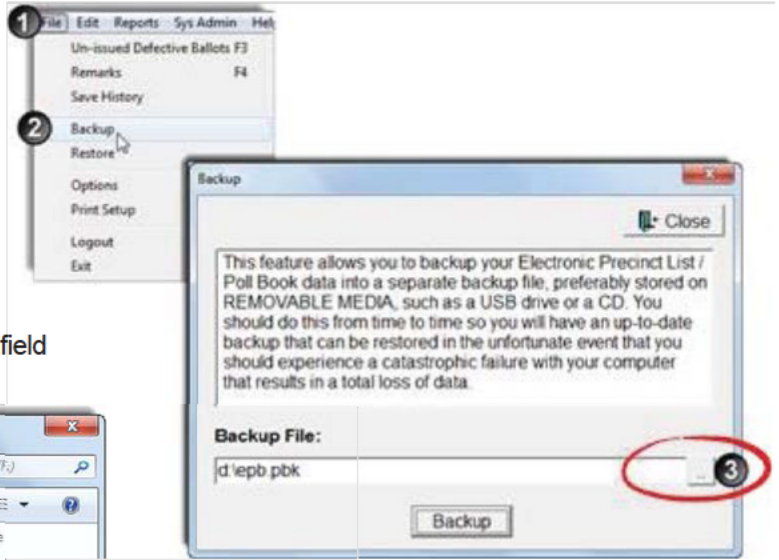 1
File Edit Reports Sys Admin Help
Un-issued Defective Ballots F3
Remarks F4
Save History
2
Backup
Restore
Options
Print Setup
Logout
Exit
Backup
Close
This feature allows you to backup your Electronic Precinct List /
Poll Book data into a separate backup file, preferably stored on
REMOVABLE MEDIA, such as a USB drive or a CD. You
should do this from time to time so you will have an up-to-date
backup that can be restored in the unfortunate event that you
should experience a catastrophic failure with your computer
that results in a total loss of data.
field
Backup File:
d:\epb.pbk
...
3
Backup